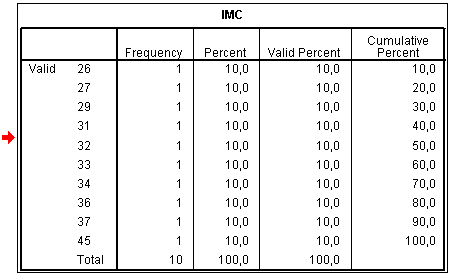 IMC
Frequency Percent Valid Percent Cumulative Percent
Valid 26 1 10,0 10,0 10,0
27 1 10,0 10,0 20,0
29 1 10,0 10,0 30,0
31 1 10,0 10,0 40,0
32 1 10,0 10,0 50,0
33 1 10,0 10,0 60,0
34 1 10,0 10,0 70,0
36 1 10,0 10,0 80,0
37 1 10,0 10,0 90,0
45 1 10,0 10,0 100,0
Total 10 100,0 100,0